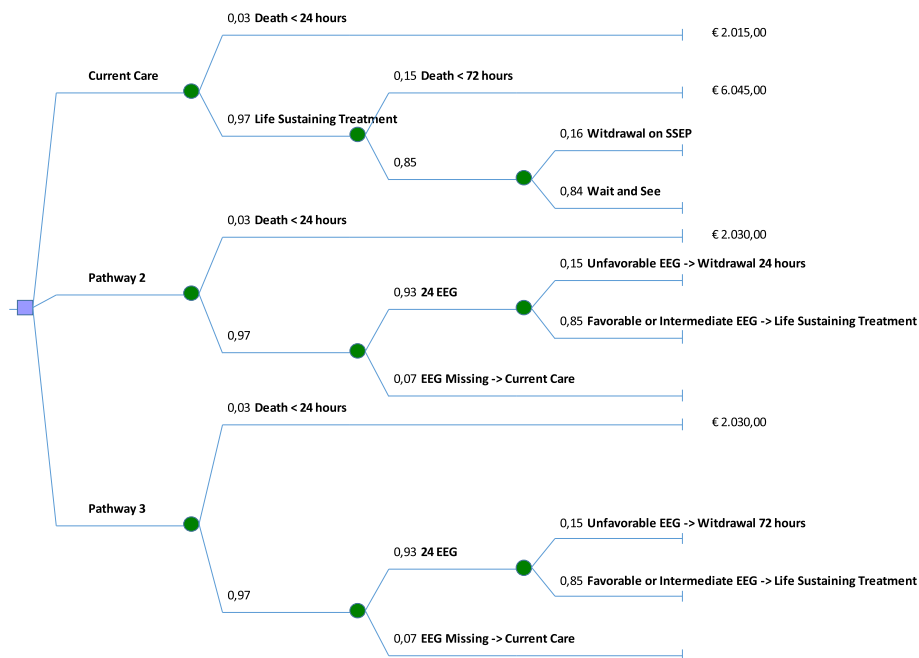 0,03 Death < 24 hours
€ 2.015,00
Current Care
0,15 Death < 72 hours
€ 6.045,00
0,97 Life Sustaining Treatment
0,16 Witdrawal on SSEP
0,85
0,84 Wait and See
0,03 Death < 24 hours
€ 2.030,00
0,15 Unfavorable EEG -> Witdrawal 24 hours
Pathway 2
0,93 24 EEG
0,85 Favorable or Intermediate EEG -> Life Sustaining Treatment
0,97
0,07 EEG Missing -> Current Care
0,03 Death < 24 hours
€ 2.030,00
Pathway 3
0,15 Unfavorable EEG -> Witdrawal 72 hours
0,93 24 EEG
0,85 Favorable or Intermediate EEG -> Life Sustaining Treatment
0,97
0,07 EEG Missing -> Current Care